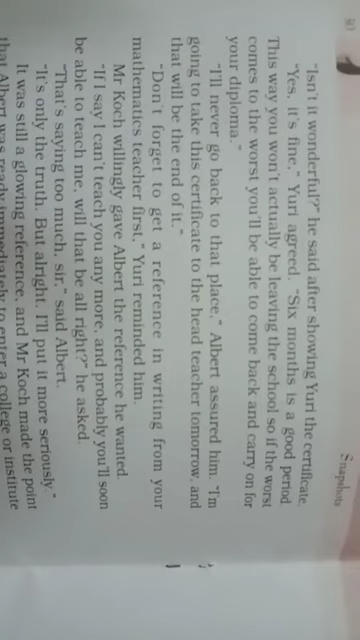 80
Snapshots
"Isn't it wonderful?" he said after showing Yuri the certificate.
"Yes, it's fine," Yuri agreed. "Six months is a good period.
This way you won't actually be leaving the school so if the worst
comes to the worst you'll be able to come back and carry on for
your diploma."
"I'll never go back to that place," Albert assured him. "I'm
going to take this certificate to the head teacher tomorrow, and
that will be the end of it."
"Don't forget to get a reference in writing from your
mathematics teacher first," Yuri reminded him.
Mr Koch willingly gave Albert the reference he wanted.
"If I say I can't teach you any more, and probably you'll soon
be able to teach me, will that be all right?" he asked.
"That's saying too much, sir," said Albert.
"It's only the truth. But alright. I'll put it more seriously."
It was still a glowing reference, and Mr Koch made the point
that Albert was ready immediately to enter a college or institute